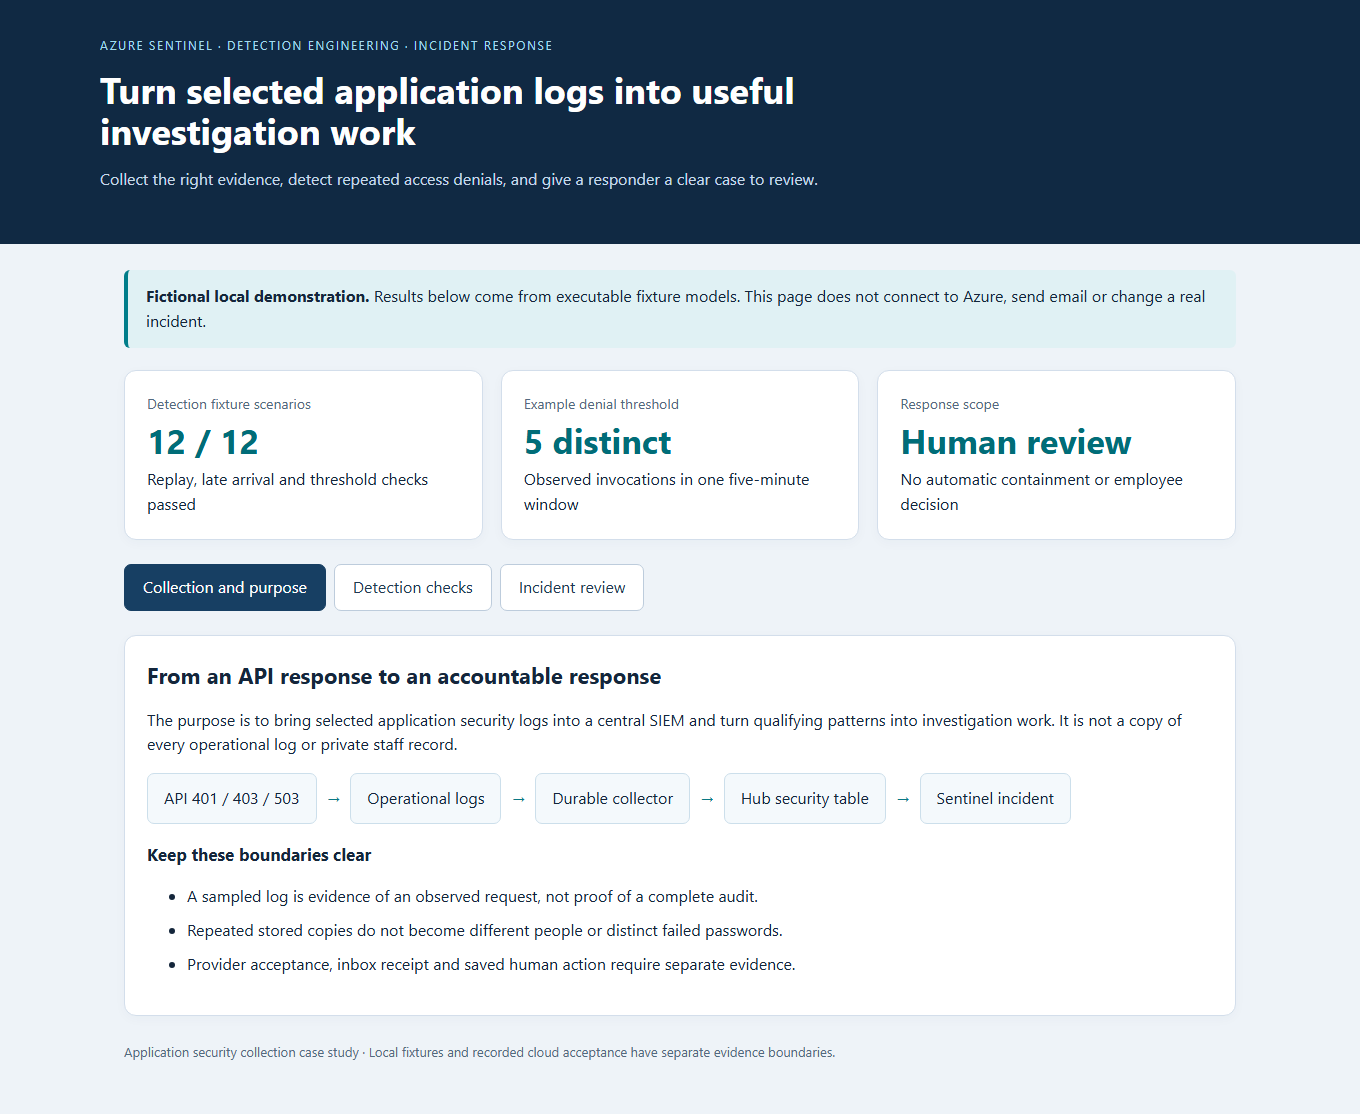 AZURE SENTINEL · DETECTION ENGINEERING · INCIDENT RESPONSE
Turn selected application logs into useful
investigation work
Collect the right evidence, detect repeated access denials, and give a responder a clear case to review.
Fictional local demonstration. Results below come from executable fixture models. This page does not connect to Azure, send email or change a real
incident.
Detection fixture scenarios
12 / 12
Replay, late arrival and threshold checks
passed
Example denial threshold
5 distinct
Observed invocations in one five-minute
window
Response scope
Human review
No automatic containment or employee
decision
Collection and purpose
Detection checks
Incident review
From an API response to an accountable response
The purpose is to bring selected application security logs into a central SIEM and turn qualifying patterns into investigation work. It is not a copy of
every operational log or private staff record.
API 401 / 403 / 503 → Operational logs → Durable collector → Hub security table → Sentinel incident
Keep these boundaries clear
• A sampled log is evidence of an observed request, not proof of a complete audit.
• Repeated stored copies do not become different people or distinct failed passwords.
• Provider acceptance, inbox receipt and saved human action require separate evidence.
Application security collection case study · Local fixtures and recorded cloud acceptance have separate evidence boundaries.